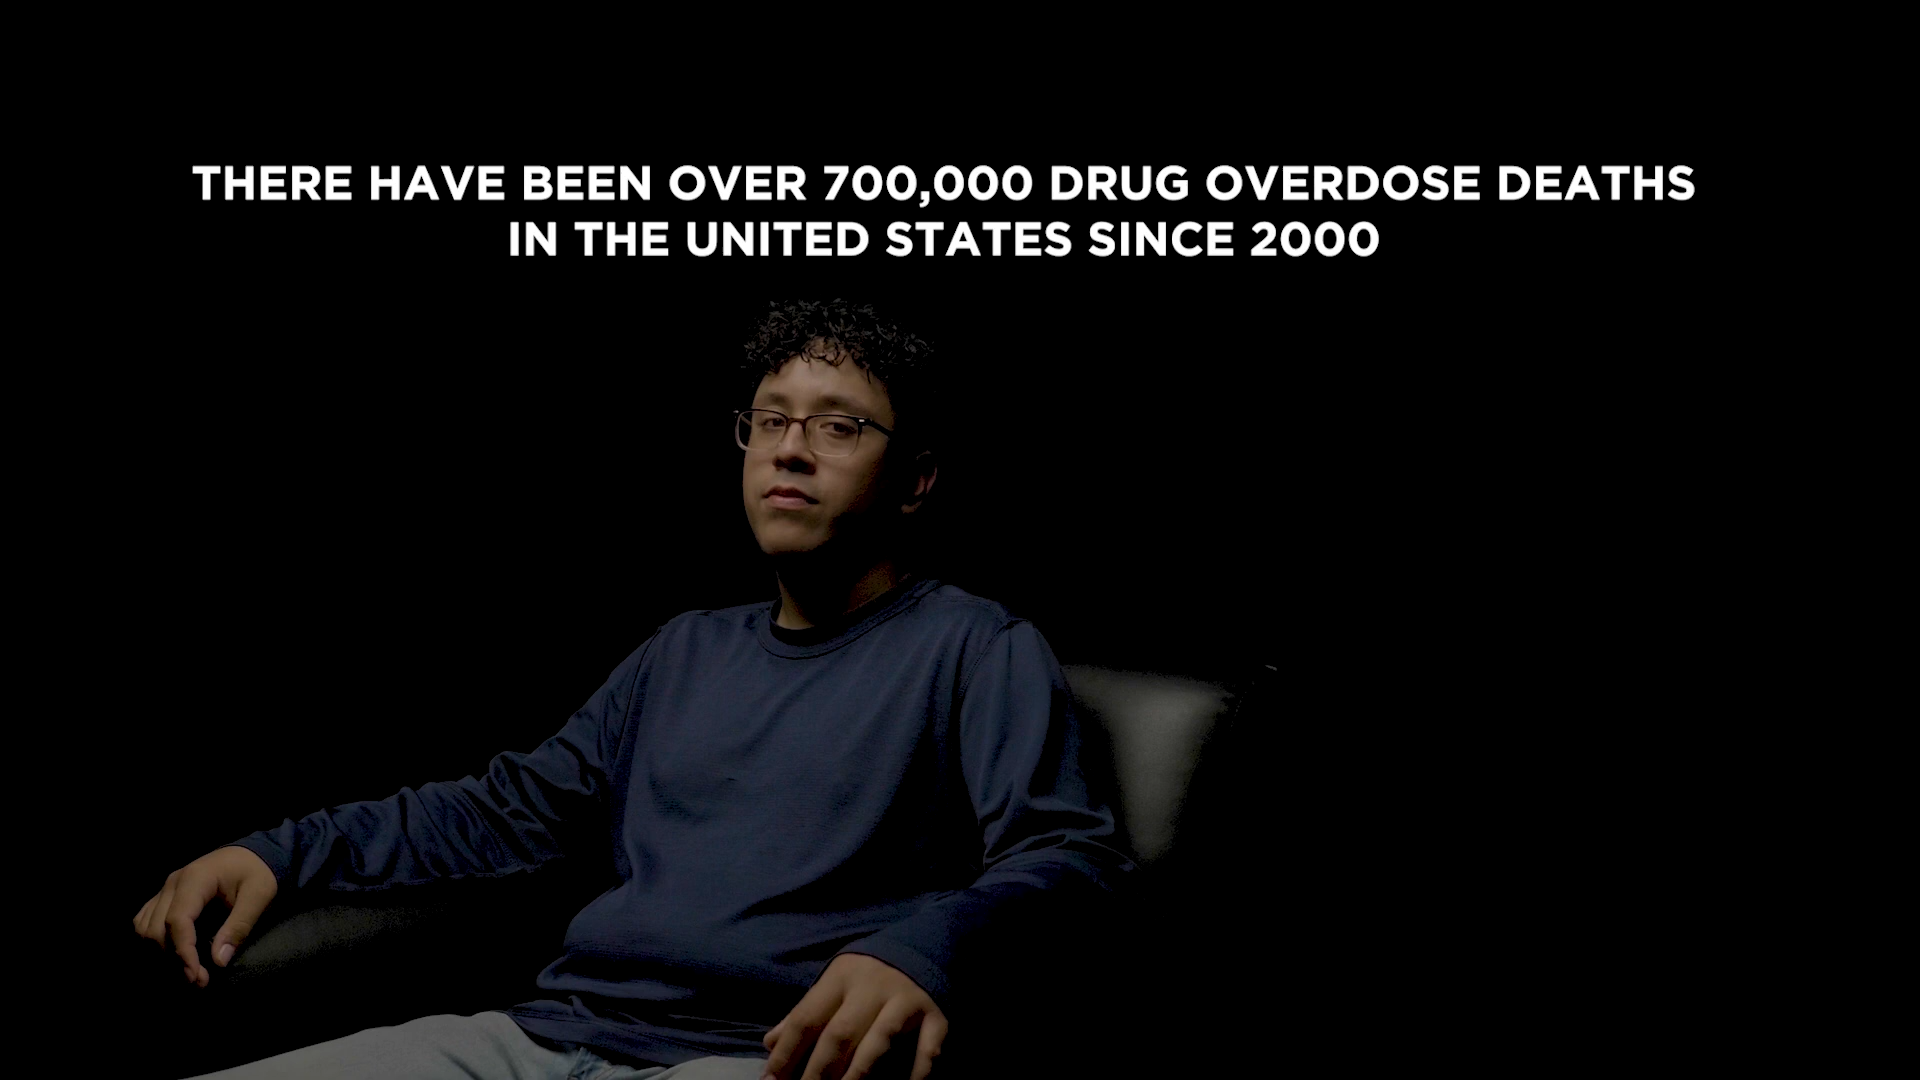 THERE HAVE BEEN OVER 700,000 DRUG OVERDOSE DEATHS
IN THE UNITED STATES SINCE 2000